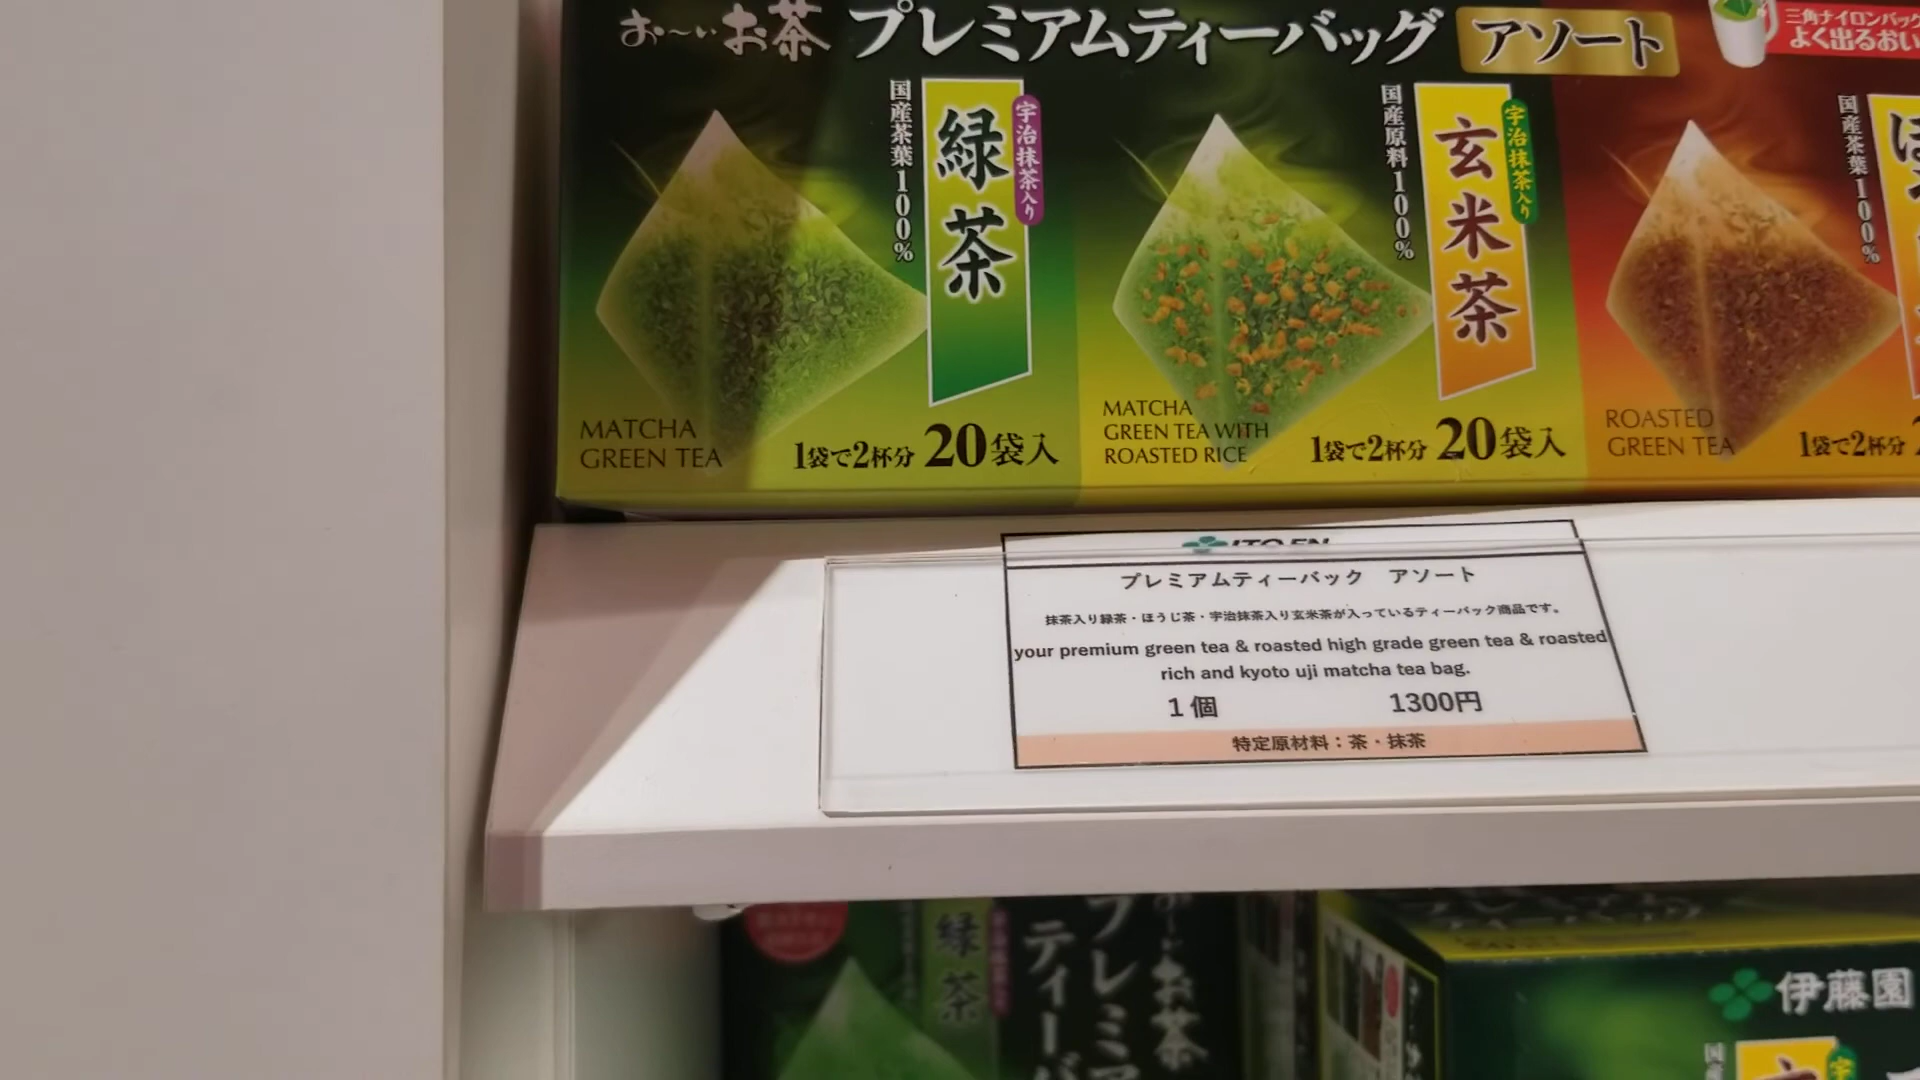 お～いお茶 プレミアムティーバッグ アソート
三角ナイロンバッグ
よく出るおい
国産茶葉100%
緑茶
宇治抹茶入り
MATCHA
GREEN TEA
1袋で2杯分 20袋入
国産原料100%
玄米茶
宇治抹茶入り
MATCHA
GREEN TEA WITH
ROASTED RICE
1袋で2杯分 20袋入
国産茶葉100%
ほ
ROASTED
GREEN TEA
1袋で2杯分
ITO EN
プレミアムティーバック アソート
抹茶入り緑茶・ほうじ茶・宇治抹茶入り玄米茶が入っているティーバック商品です。
your premium green tea & roasted high grade green tea & roasted
rich and kyoto uji matcha tea bag.
1個 1300円
特定原材料：茶・抹茶
緑茶
お～いお茶
プレミア
ティーバ
伊藤園
国
玄
宇